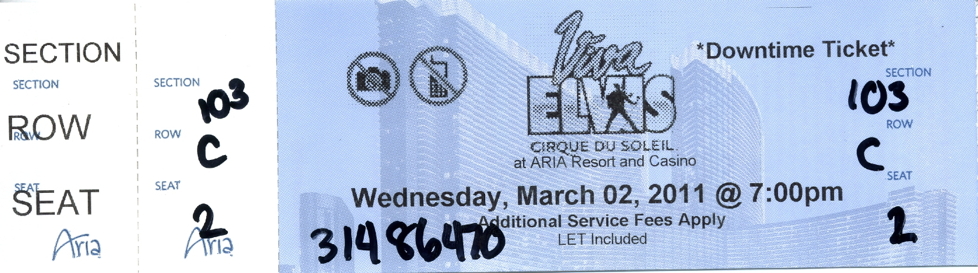 SECTION
SECTION
ROW
ROW
SEAT
SEAT
Aria
SECTION
103
ROW
C
SEAT
2
Aria
Viva
ELVIS
CIRQUE DU SOLEIL
at ARIA Resort and Casino
Wednesday, March 02, 2011 @ 7:00pm
Additional Service Fees Apply
LET Included
31486470
*Downtime Ticket*
SECTION
103
ROW
C
SEAT
2